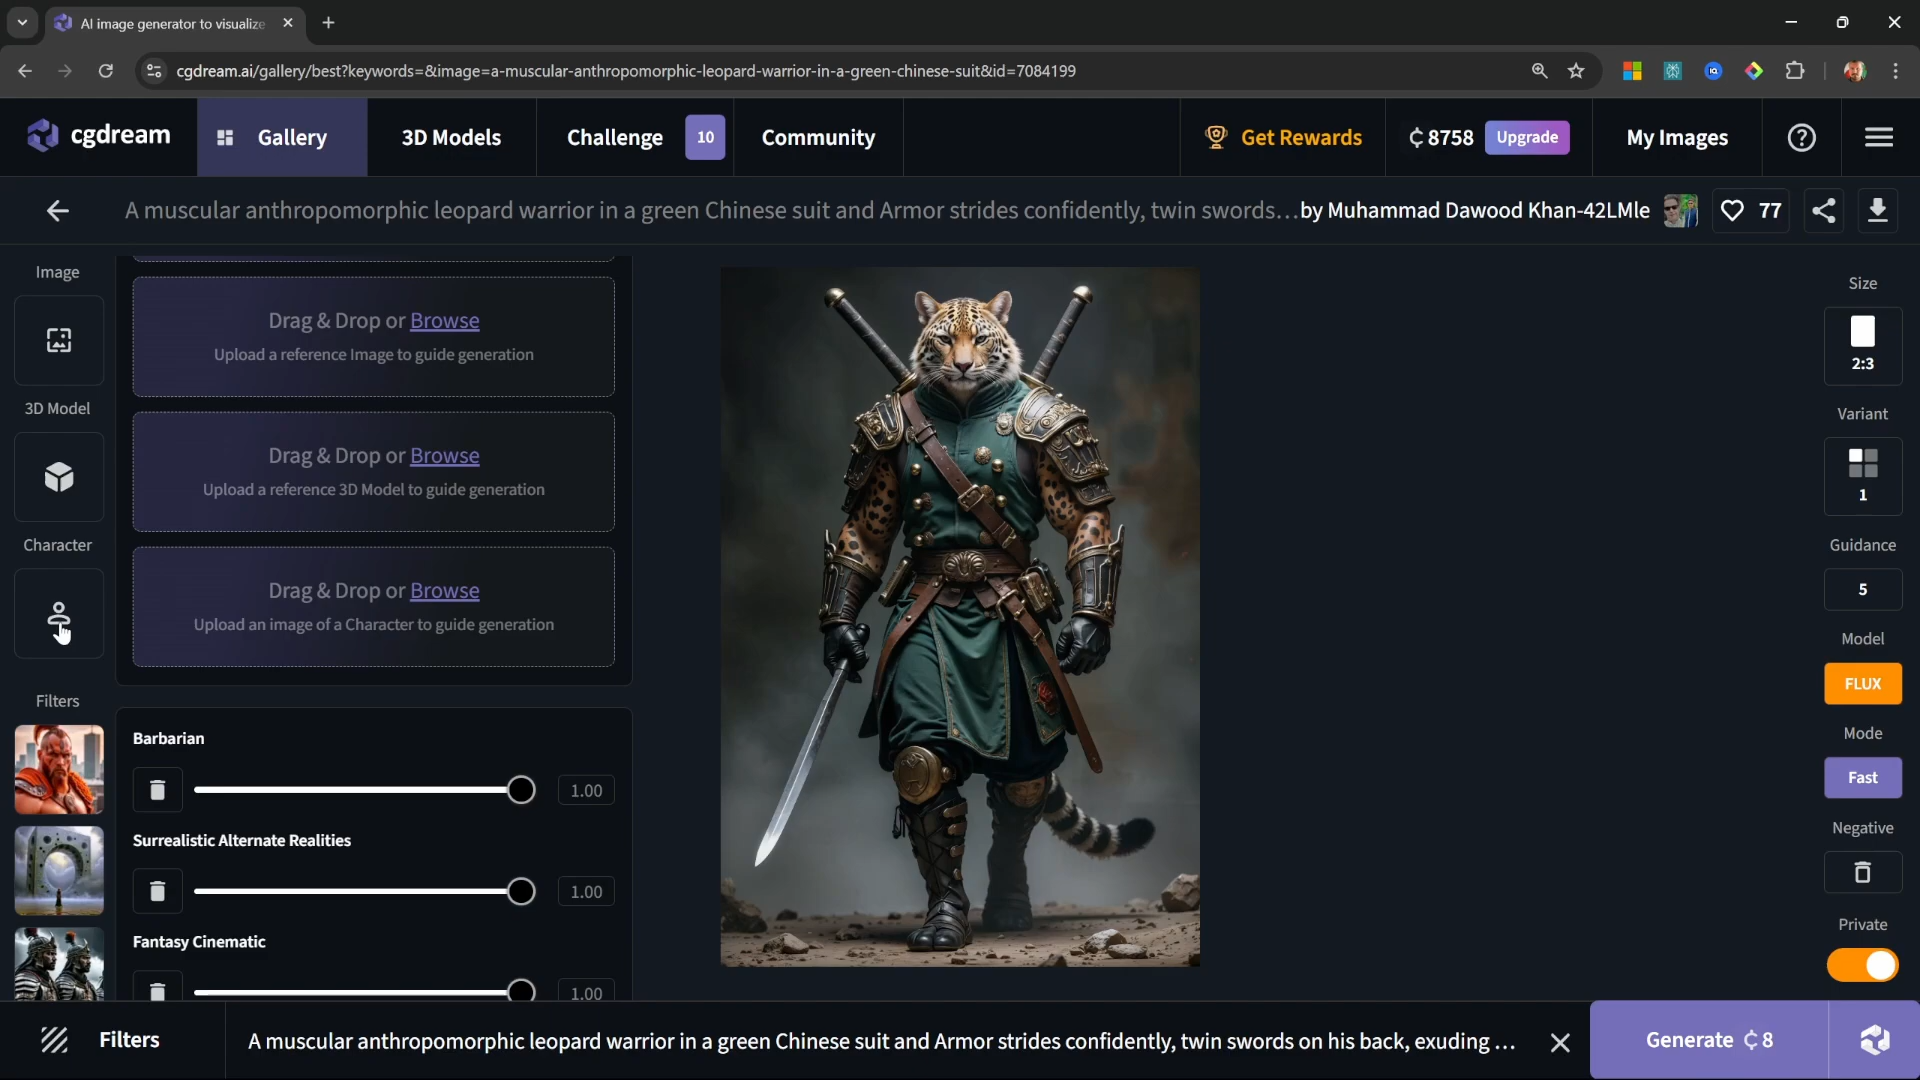 AI image generator to visualize
cgdream.ai/gallery/best?keywords=&image=a-muscular-anthropomorphic-leopard-warrior-in-a-green-chinese-suit&id=7084199
cgdream
Gallery
3D Models
Challenge
10
Community
Get Rewards
₵ 8758
Upgrade
My Images
A muscular anthropomorphic leopard warrior in a green Chinese suit and Armor strides confidently, twin swords...
by Muhammad Dawood Khan-42LMle
77
Image
3D Model
Character
Filters
Drag & Drop or Browse
Upload a reference Image to guide generation
Drag & Drop or Browse
Upload a reference 3D Model to guide generation
Drag & Drop or Browse
Upload an image of a Character to guide generation
Barbarian
1.00
Surrealistic Alternate Realities
1.00
Fantasy Cinematic
1.00
Size
2:3
Variant
1
Guidance
5
Model
FLUX
Mode
Fast
Negative
Private
Filters
A muscular anthropomorphic leopard warrior in a green Chinese suit and Armor strides confidently, twin swords on his back, exuding ...
Generate ₵ 8